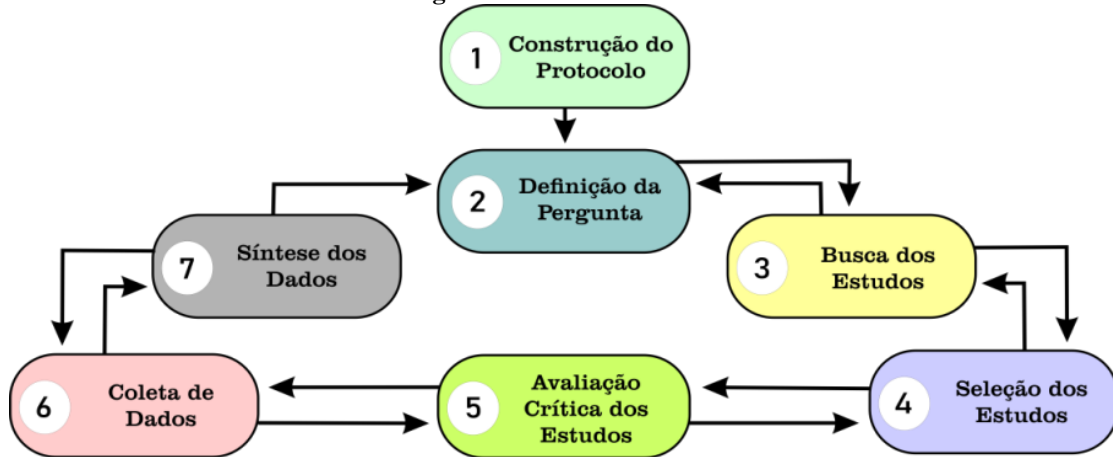 1
Construção do
Protocolo
2
Definição da
Pergunta
3
Busca dos
Estudos
4
Seleção dos
Estudos
5
Avaliação
Crítica dos
Estudos
6
Coleta de
Dados
7
Síntese dos
Dados